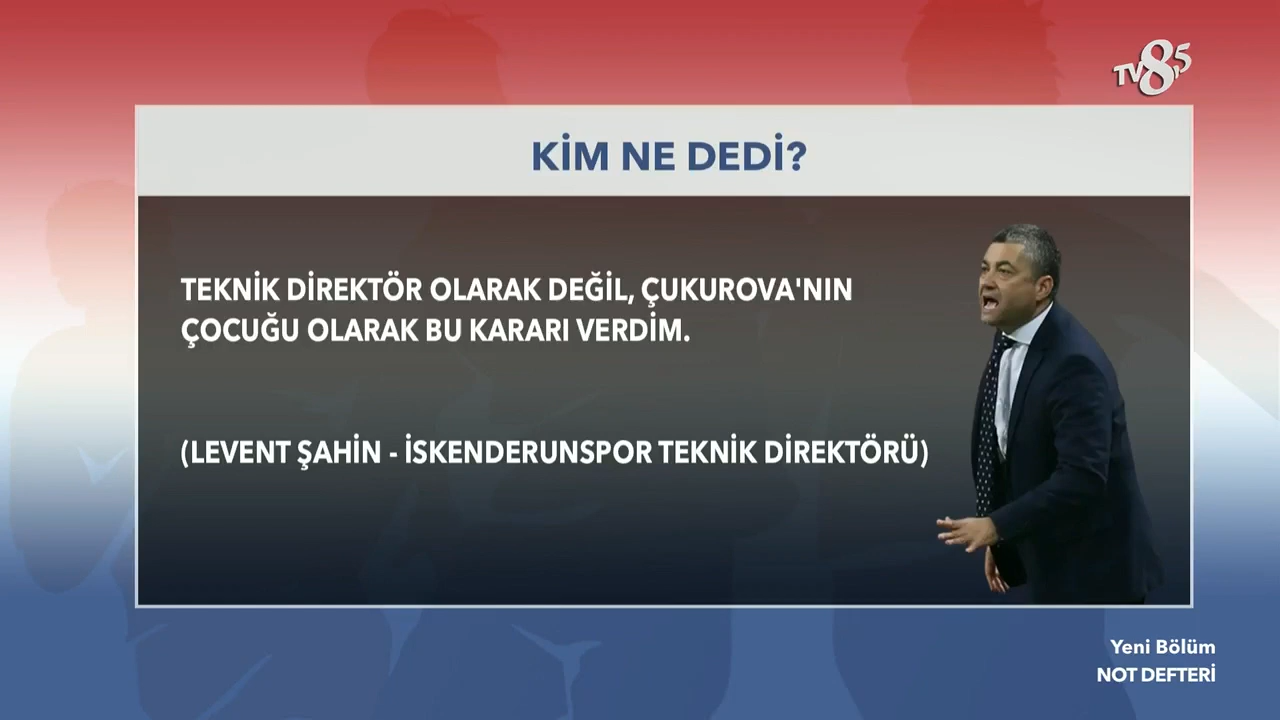 TV8,5
KİM NE DEDİ?
TEKNİK DİREKTÖR OLARAK DEĞİL, ÇUKUROVA'NIN
ÇOCUĞU OLARAK BU KARARI VERDİM.
(LEVENT ŞAHİN - İSKENDERUNSPOR TEKNİK DİREKTÖRÜ)
Yeni Bölüm
NOT DEFTERİ